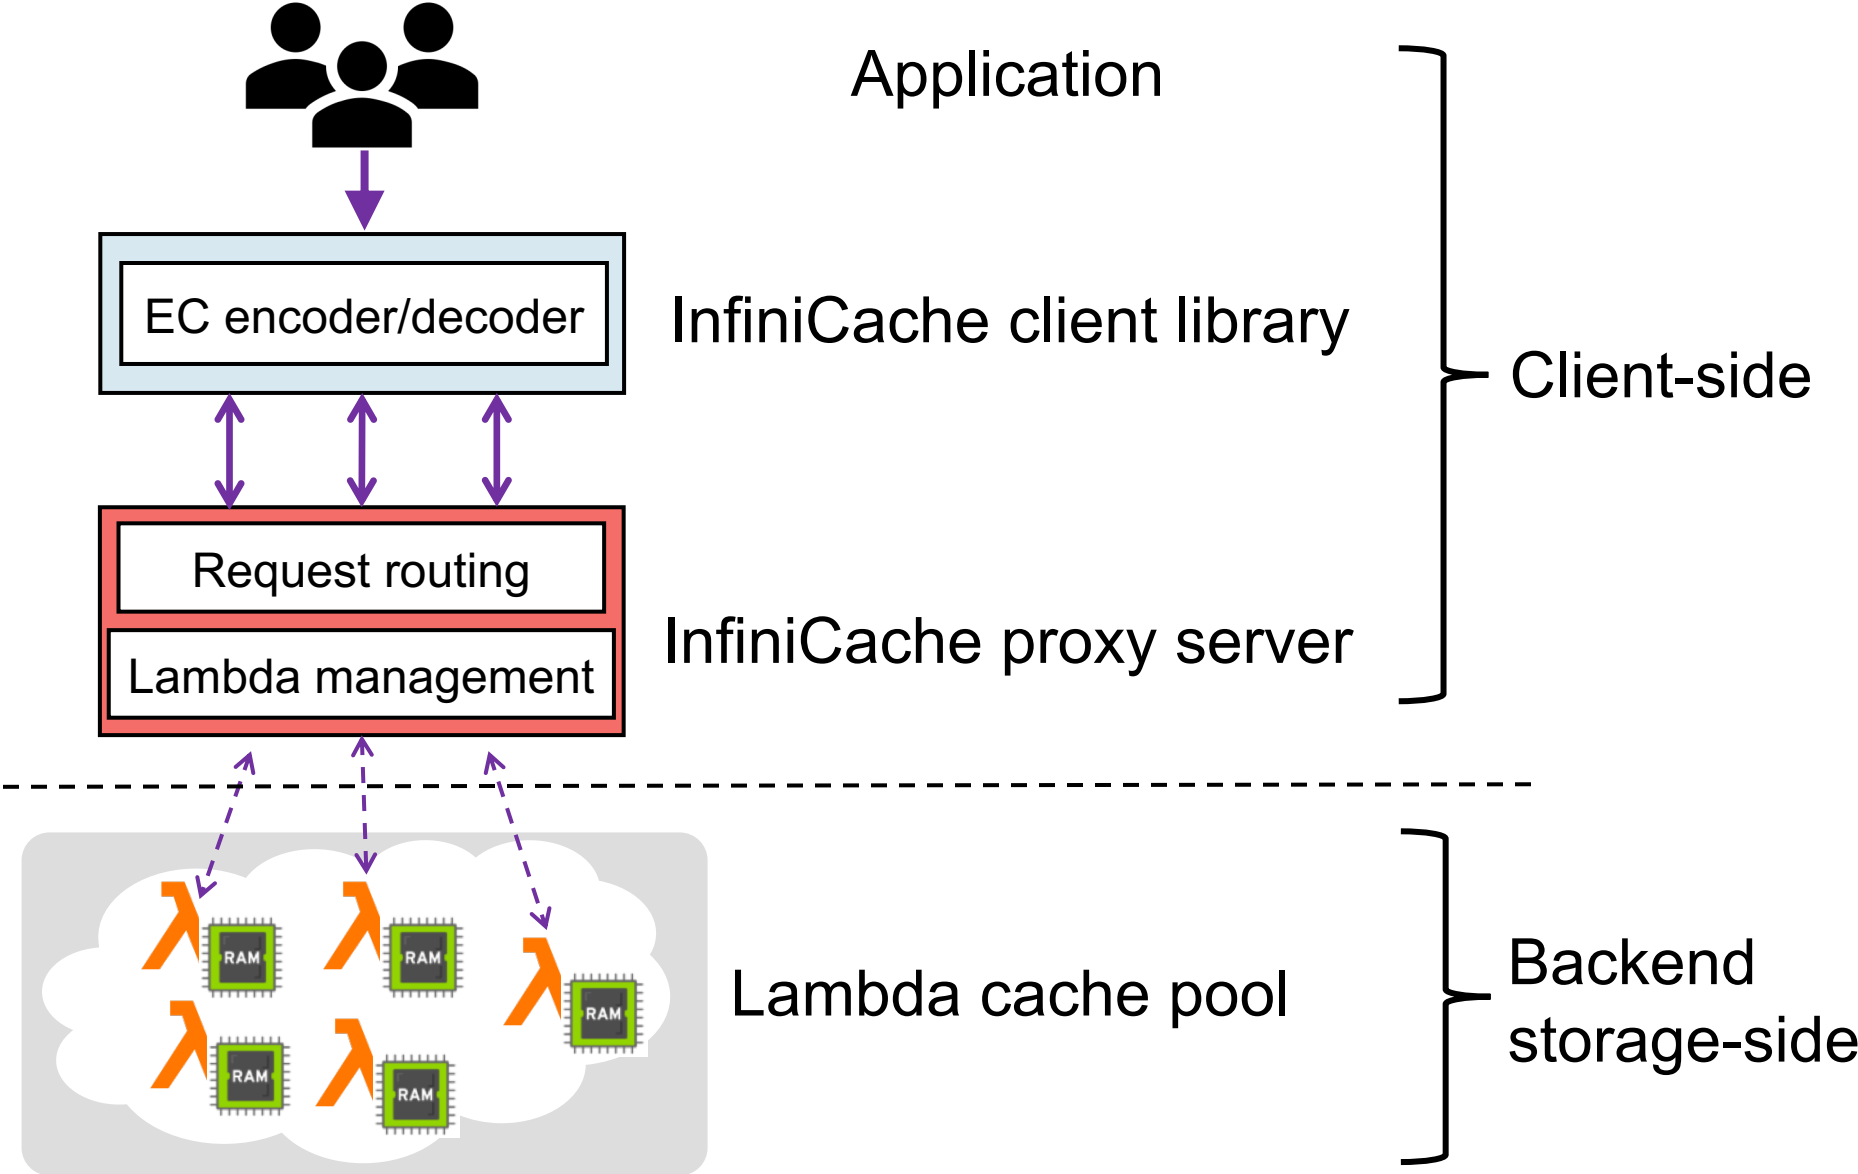 Application
EC encoder/decoder
InfiniCache client library
Client-side
Request routing
InfiniCache proxy server
Lambda management
RAM
RAM
RAM
RAM
RAM
Lambda cache pool
Backend
storage-side